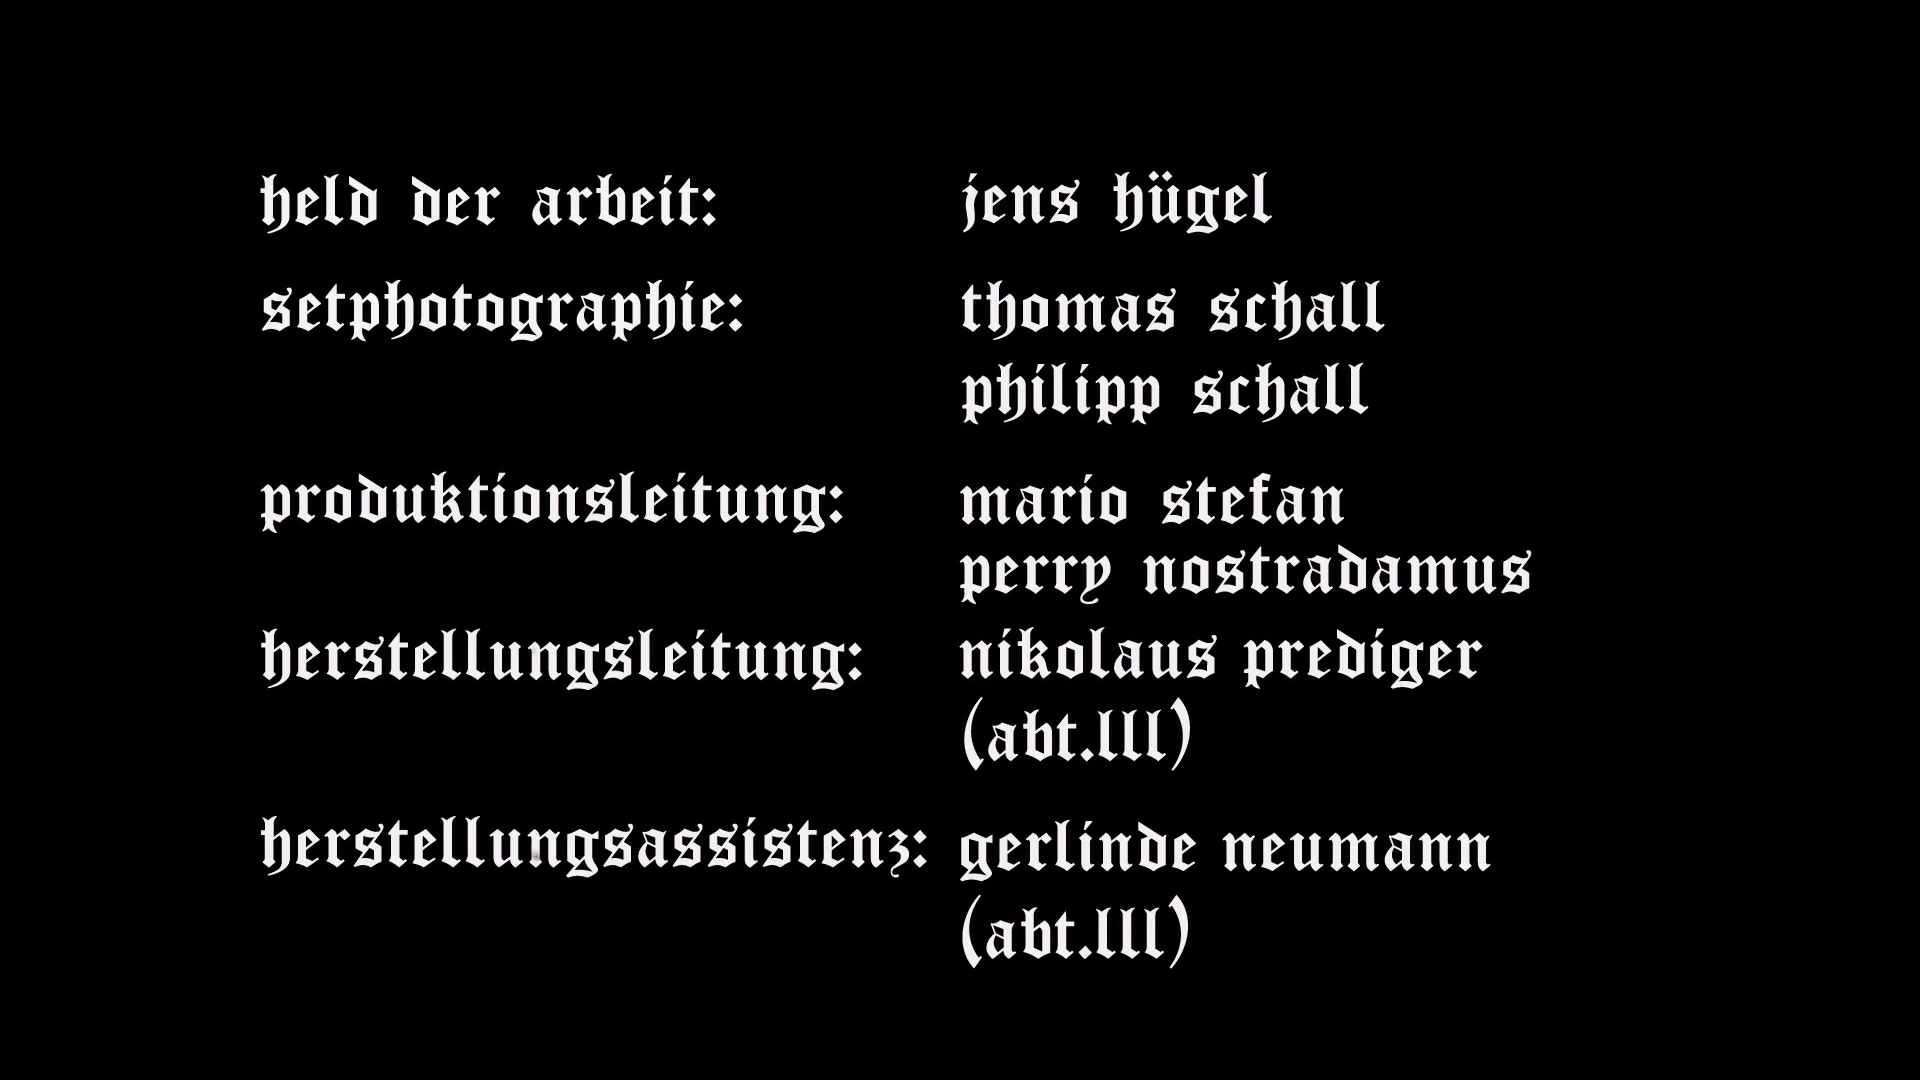 held der arbeit: jens hügel
setphotographie: thomas schall
philipp schall
produktionsleitung: mario stefan
perry nostradamus
herstellungsleitung: nikolaus prediger
(abt.lll)
herstellungsassistenz: gerlinde neumann
(abt.lll)